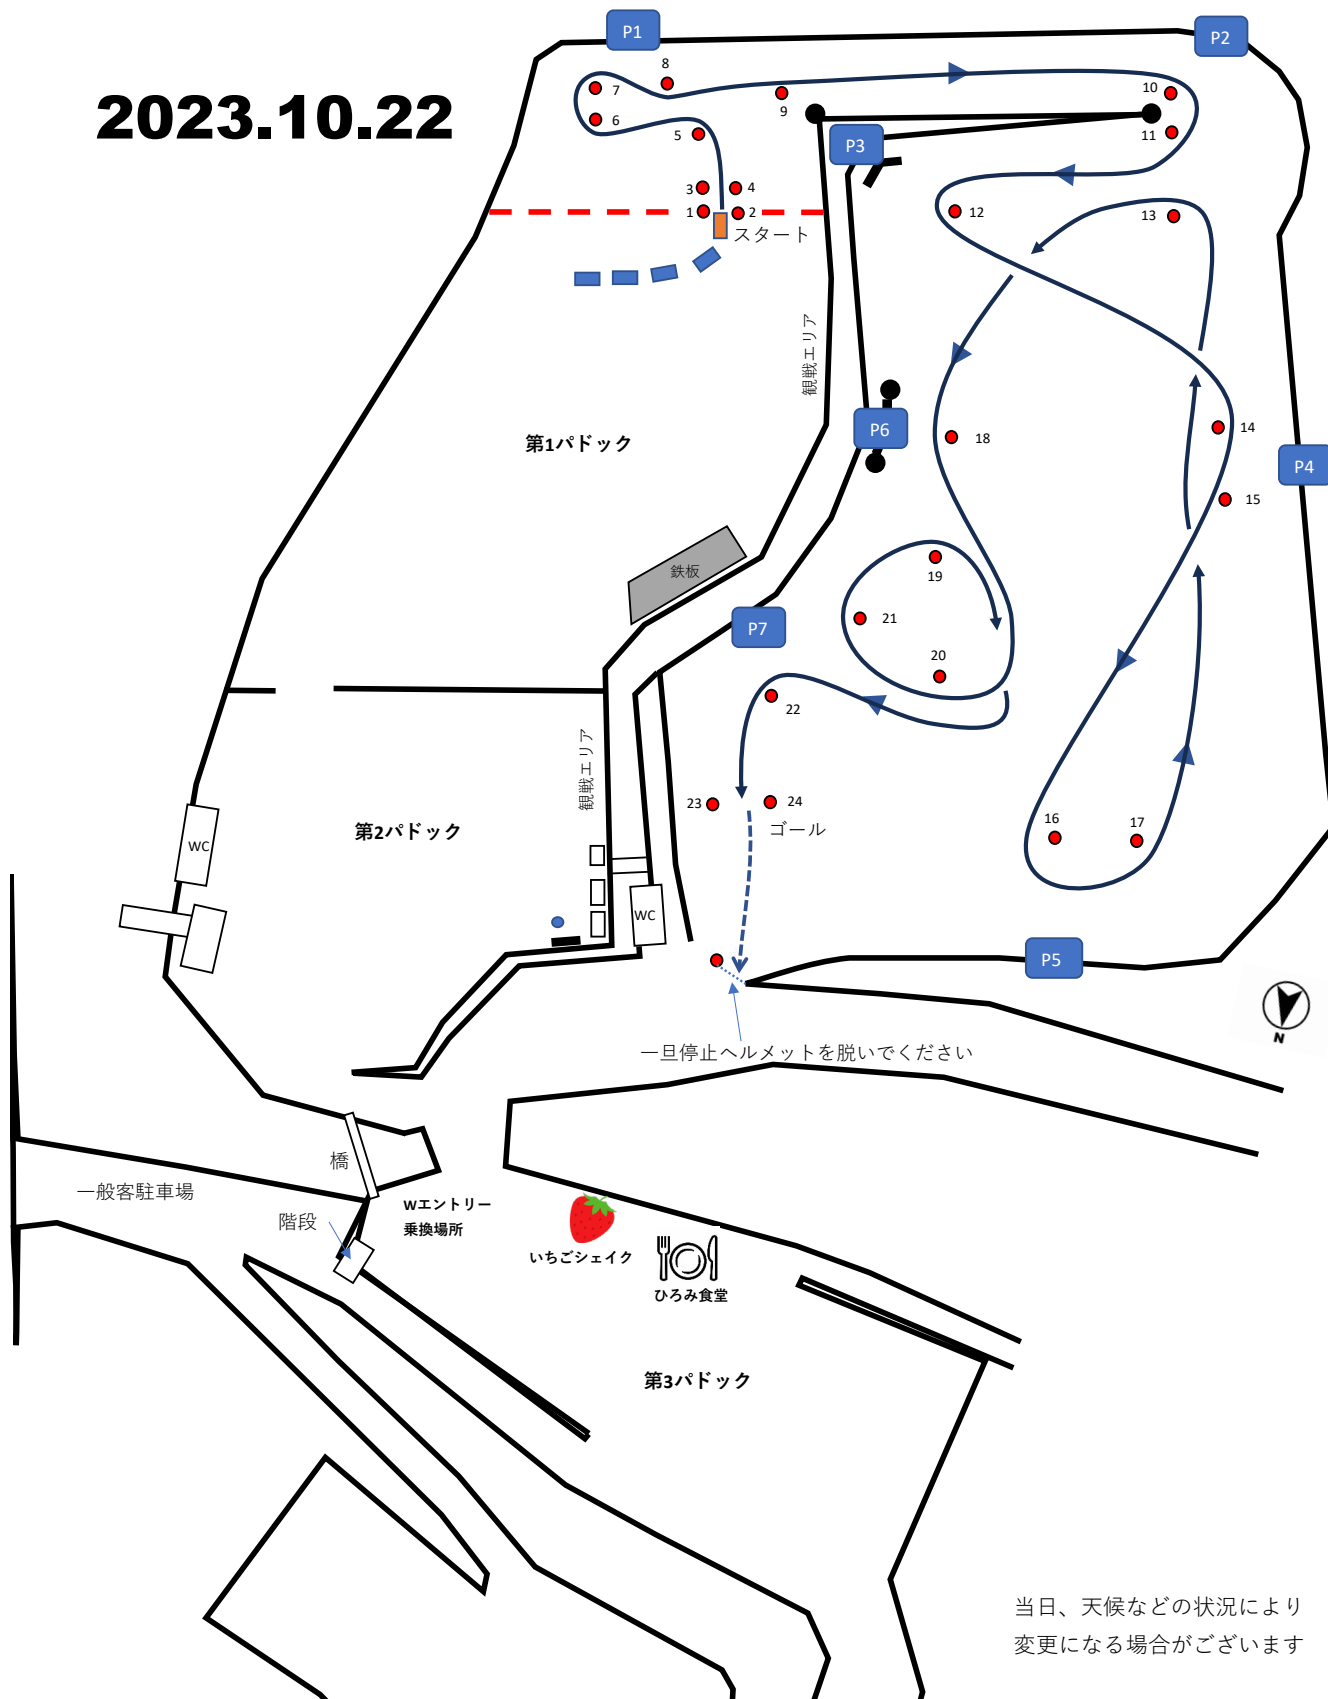 P1
P2
2023.10.22
8
7
9
10
6
5
11
P3
3
4
1
2
12
13
スタート
観戦エリア
P6
18
14
第1パドック
P4
15
鉄板
19
21
P7
20
22
観戦エリア
23
24
ゴール
第2パドック
WC
16
17
WC
P5
N
一旦停止ヘルメットを脱いでください
橋
一般客駐車場
階段
Wエントリー
乗換場所
いちごシェイク
ひろみ食堂
第3パドック
当日、天候などの状況により
変更になる場合がございます